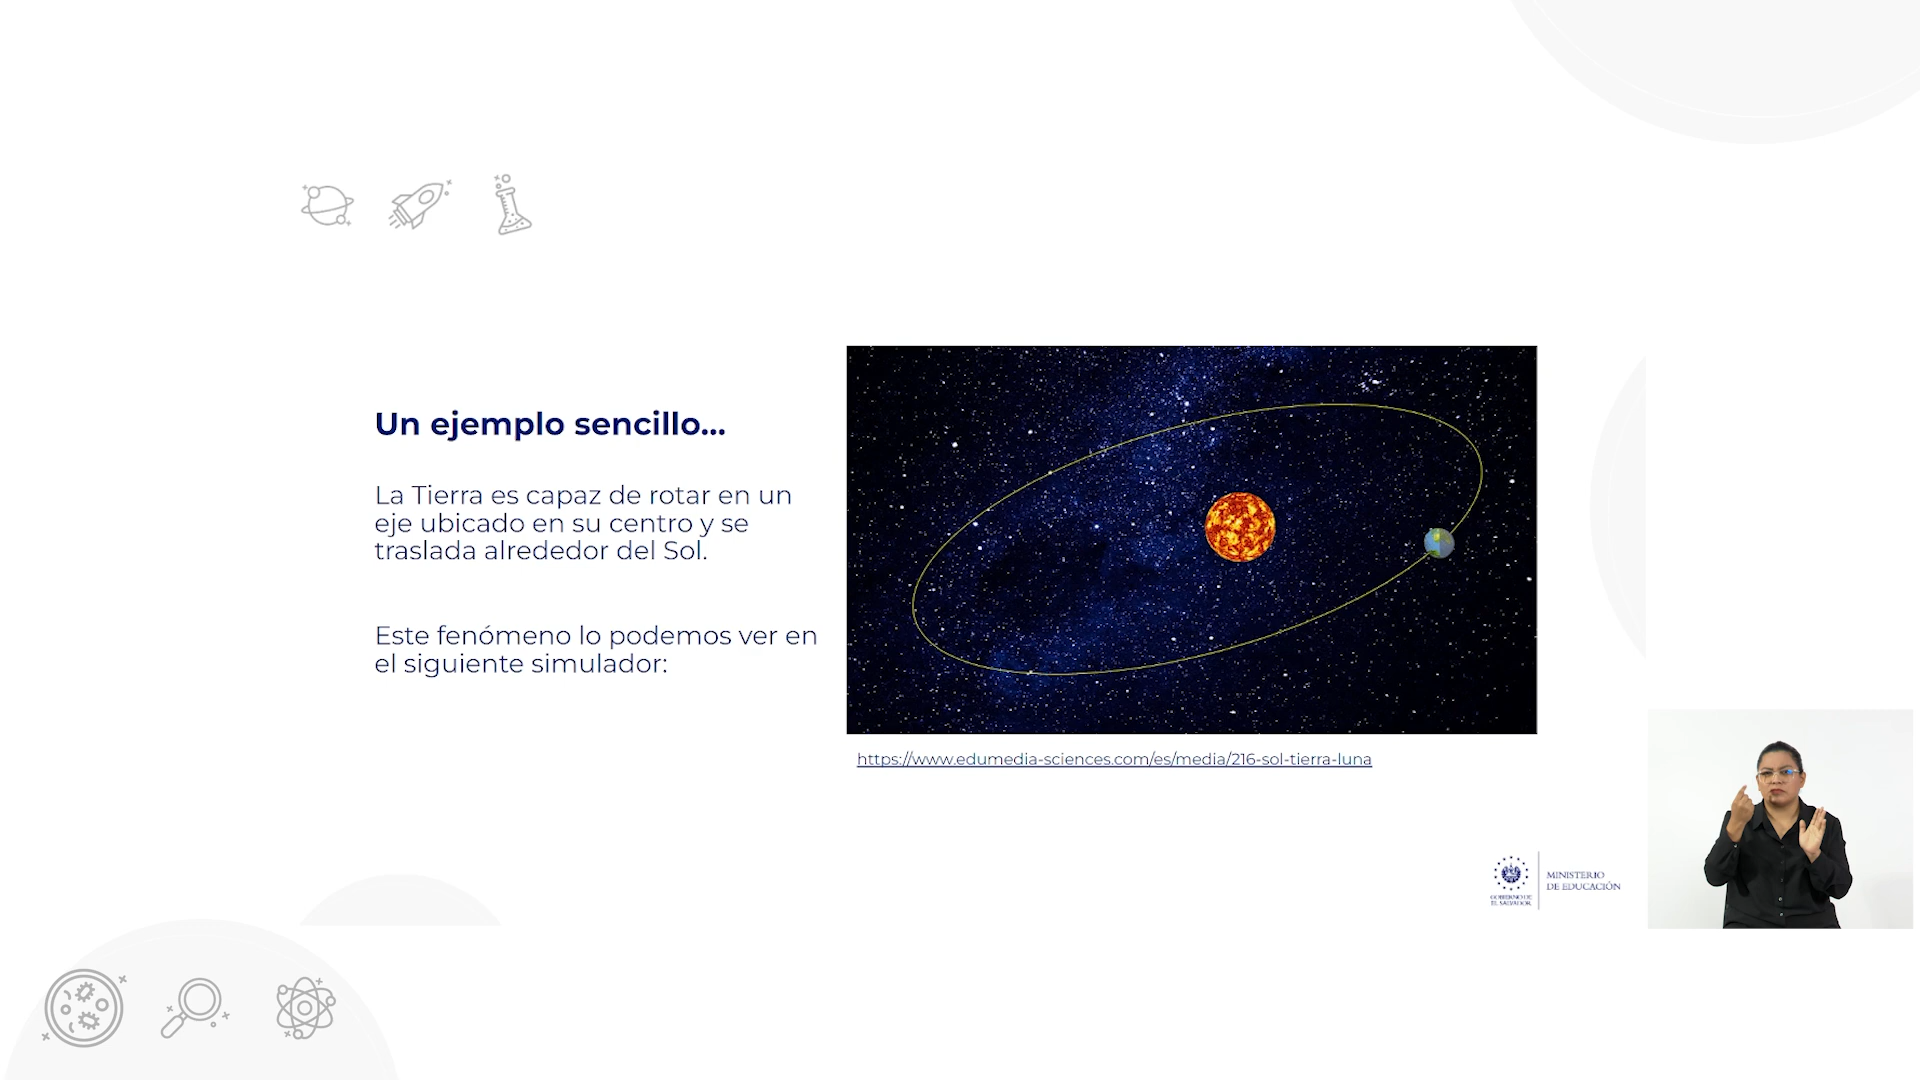 Un ejemplo sencillo...
La Tierra es capaz de rotar en un
eje ubicado en su centro y se
traslada alrededor del Sol.
Este fenómeno lo podemos ver en
el siguiente simulador:
https://www.edumedia-sciences.com/es/media/216-sol-tierra-luna
GOBIERNO DE
EL SALVADOR
MINISTERIO
DE EDUCACIÓN